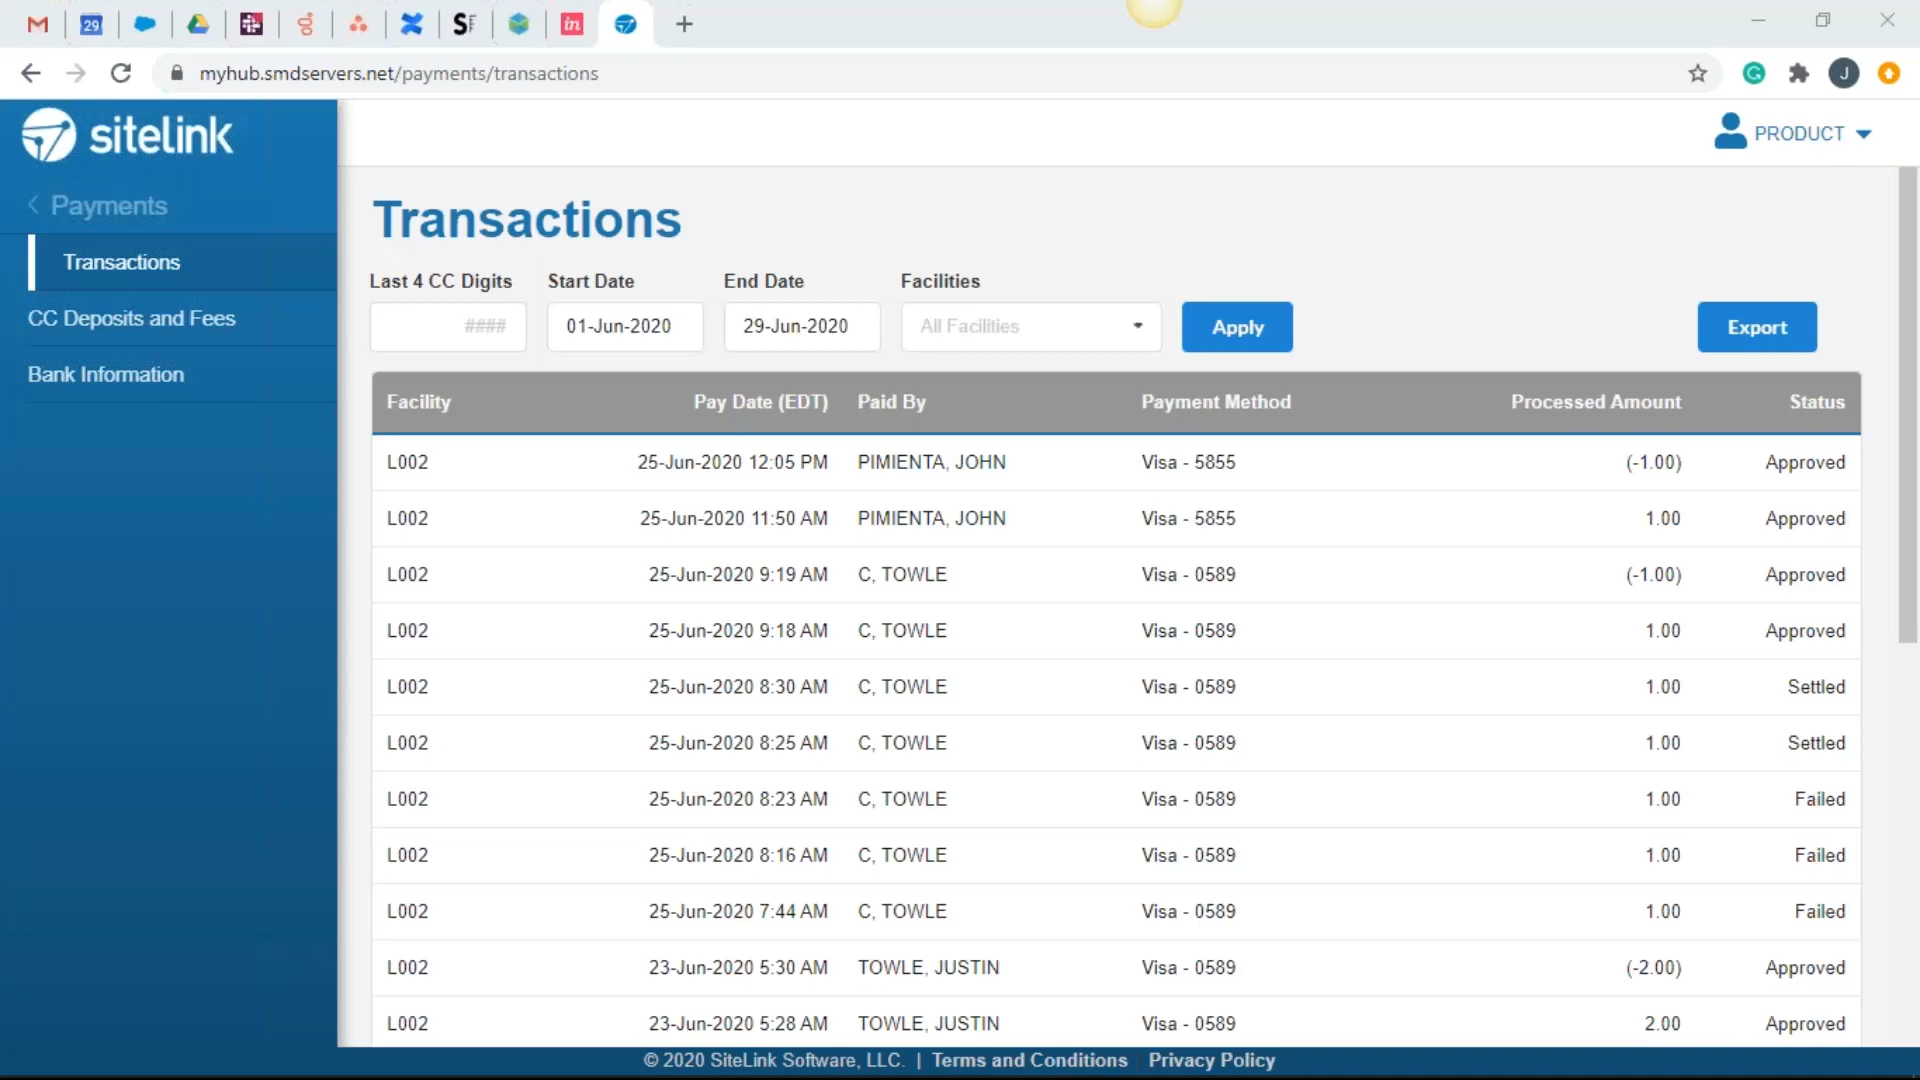 29
SF
in
myhub.smdservers.net/payments/transactions
J
sitelink
PRODUCT
Payments
Transactions
CC Deposits and Fees
Bank Information
Transactions
Last 4 CC Digits Start Date End Date Facilities
#### 01-Jun-2020 29-Jun-2020 All Facilities Apply Export
Facility Pay Date (EDT) Paid By Payment Method Processed Amount Status
L002 25-Jun-2020 12:05 PM PIMIENTA, JOHN Visa - 5855 (-1.00) Approved
L002 25-Jun-2020 11:50 AM PIMIENTA, JOHN Visa - 5855 1.00 Approved
L002 25-Jun-2020 9:19 AM C, TOWLE Visa - 0589 (-1.00) Approved
L002 25-Jun-2020 9:18 AM C, TOWLE Visa - 0589 1.00 Approved
L002 25-Jun-2020 8:30 AM C, TOWLE Visa - 0589 1.00 Settled
L002 25-Jun-2020 8:25 AM C, TOWLE Visa - 0589 1.00 Settled
L002 25-Jun-2020 8:23 AM C, TOWLE Visa - 0589 1.00 Failed
L002 25-Jun-2020 8:16 AM C, TOWLE Visa - 0589 1.00 Failed
L002 25-Jun-2020 7:44 AM C, TOWLE Visa - 0589 1.00 Failed
L002 23-Jun-2020 5:30 AM TOWLE, JUSTIN Visa - 0589 (-2.00) Approved
L002 23-Jun-2020 5:28 AM TOWLE, JUSTIN Visa - 0589 2.00 Approved
© 2020 SiteLink Software, LLC. | Terms and Conditions Privacy Policy